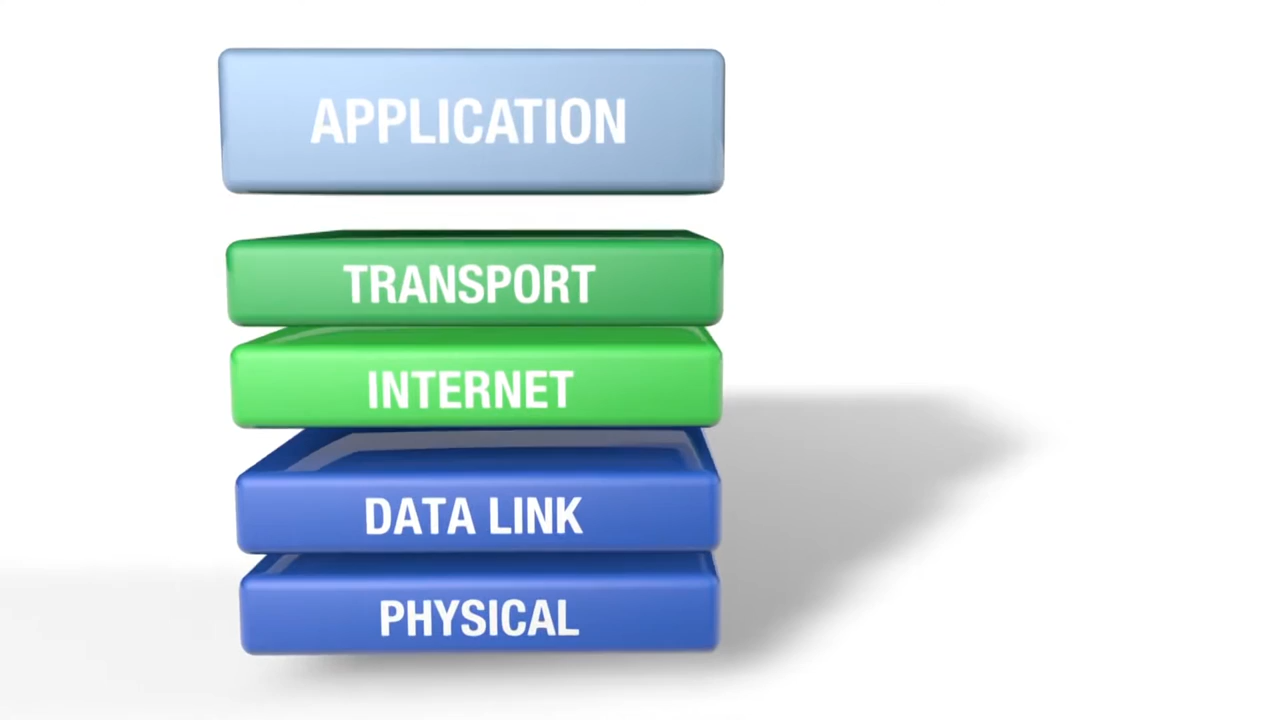 APPLICATION
TRANSPORT
INTERNET
DATA LINK
PHYSICAL